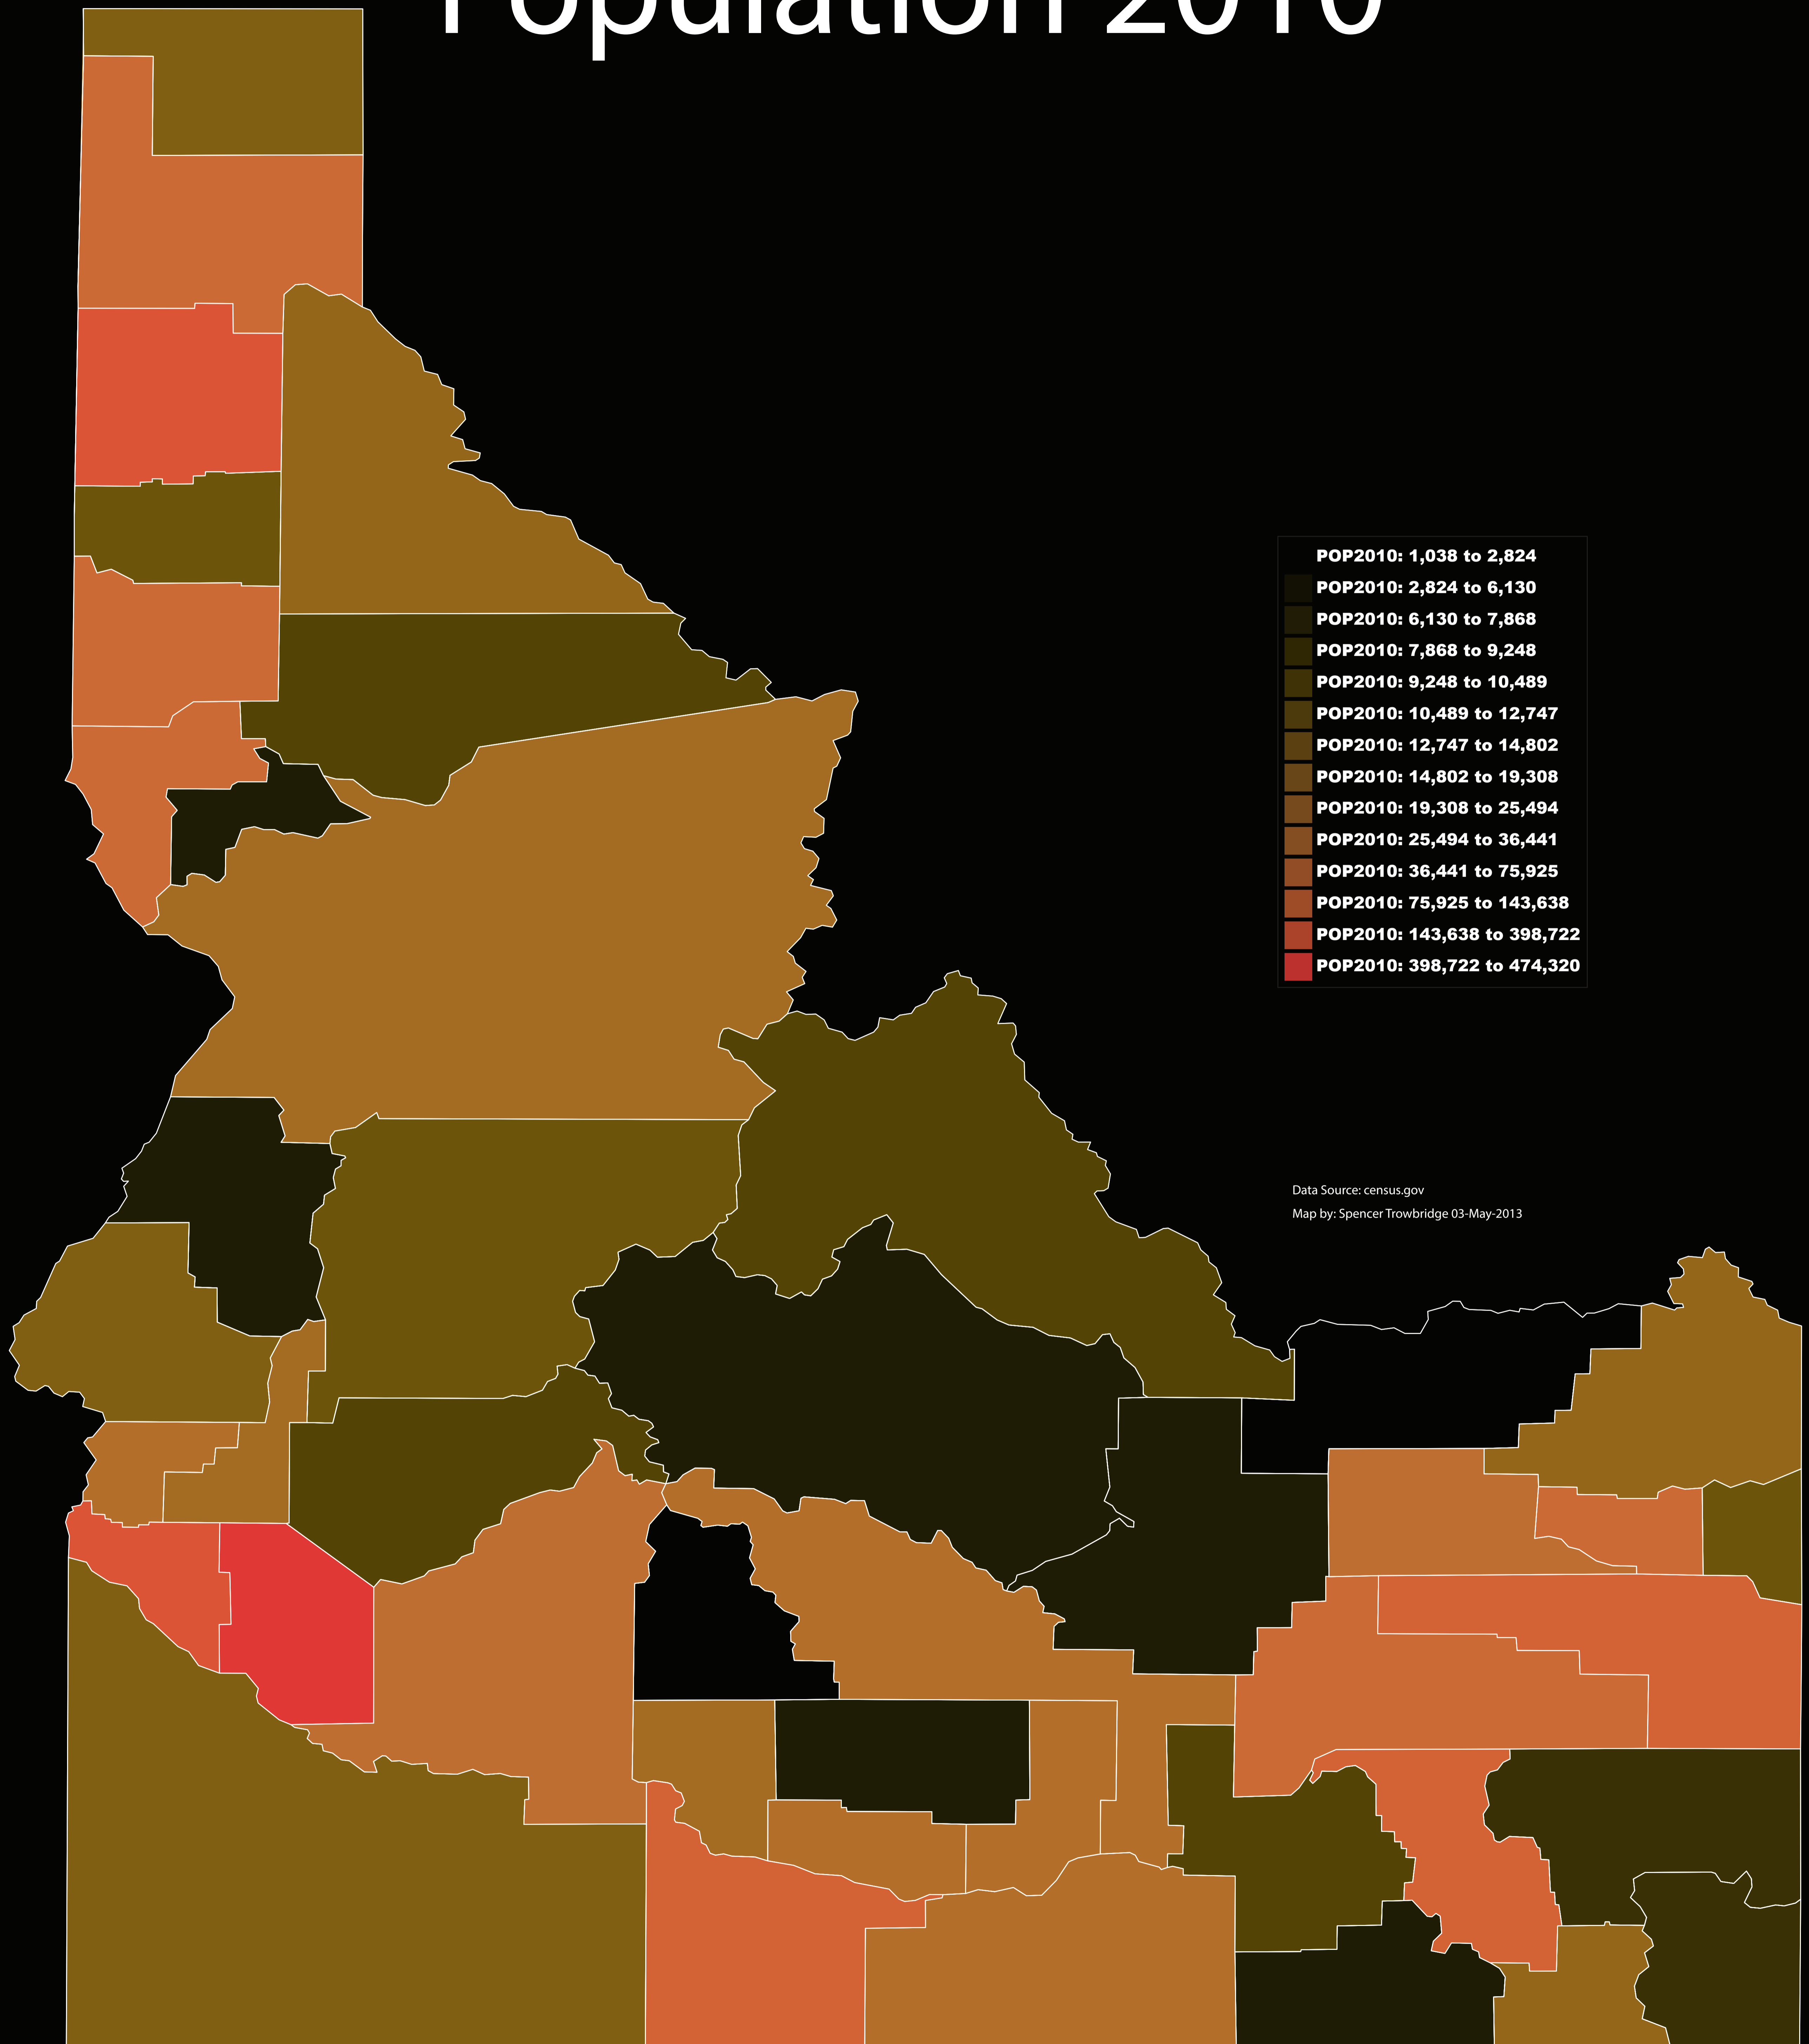 Population 2010
POP2010: 1,038 to 2,824
POP2010: 2,824 to 6,130
POP2010: 6,130 to 7,868
POP2010: 7,868 to 9,248
POP2010: 9,248 to 10,489
POP2010: 10,489 to 12,747
POP2010: 12,747 to 14,802
POP2010: 14,802 to 19,308
POP2010: 19,308 to 25,494
POP2010: 25,494 to 36,441
POP2010: 36,441 to 75,925
POP2010: 75,925 to 143,638
POP2010: 143,638 to 398,722
POP2010: 398,722 to 474,320
Data Source: census.gov
Map by: Spencer Trowbridge 03-May-2013